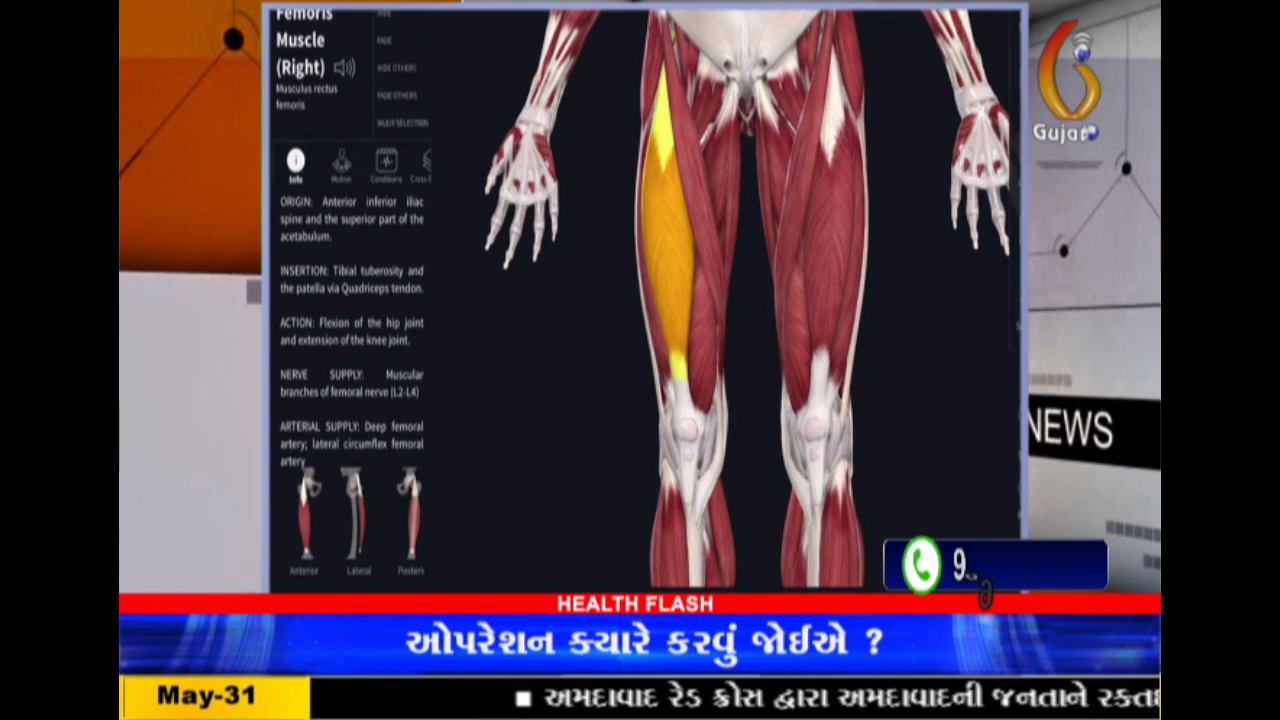 Femoris
Muscle
(Right)
Musculus rectus
femoris
HIDE
FADE
HIDE OTHERS
FADE OTHERS
MULTI SELECTION
Info
Motion
Conditions
ORIGIN: Anterior inferior iliac
spine and the superior part of the
acetabulum.
INSERTION: Tibial tuberosity and
the patella via Quadriceps tendon.
ACTION: Flexion of the hip joint
and extension of the knee joint.
NERVE SUPPLY: Muscular
branches of femoral nerve (L2-L4)
ARTERIAL SUPPLY: Deep femoral
artery; lateral circumflex femoral
artery
Anterior
Lateral
Posteri
Gujarat
NEWS
9
HEALTH FLASH
ઓપરેશન ક્યારે કરવું જોઈએ ?
May-31
અમદાવાદ રેડ ક્રોસ દ્વારા અમદાવાદની જનતાને